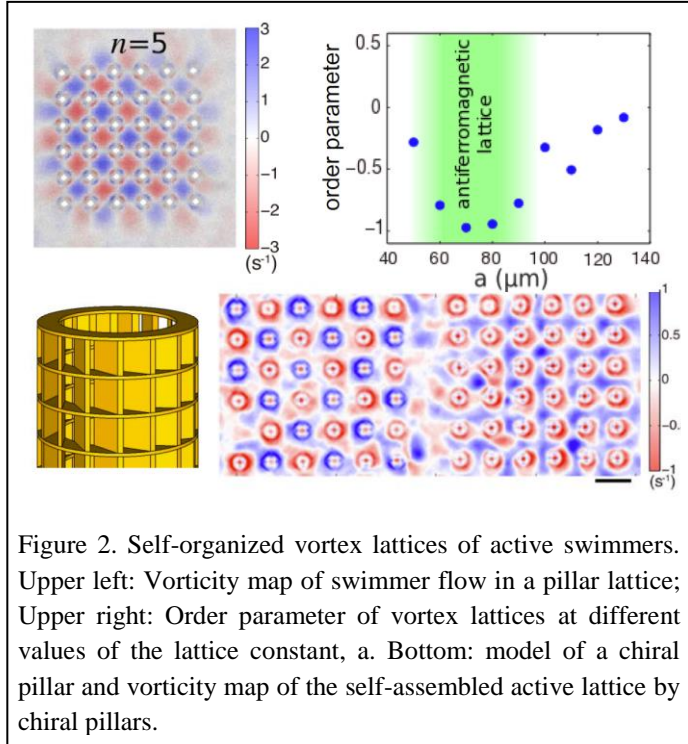 n=5
3
2
1
0
−1
−2
−3
(s⁻¹)
order parameter
0.5
0
−0.5
−1
antiferromagnetic
lattice
40 60 80 100 120 140
a (μm)
1
0.5
0
-0.
−1
(s⁻¹)
Figure 2. Self-organized vortex lattices of active swimmers.
Upper left: Vorticity map of swimmer flow in a pillar lattice;
Upper right: Order parameter of vortex lattices at different
values of the lattice constant, a. Bottom: model of a chiral
pillar and vorticity map of the self-assembled active lattice by
chiral pillars.